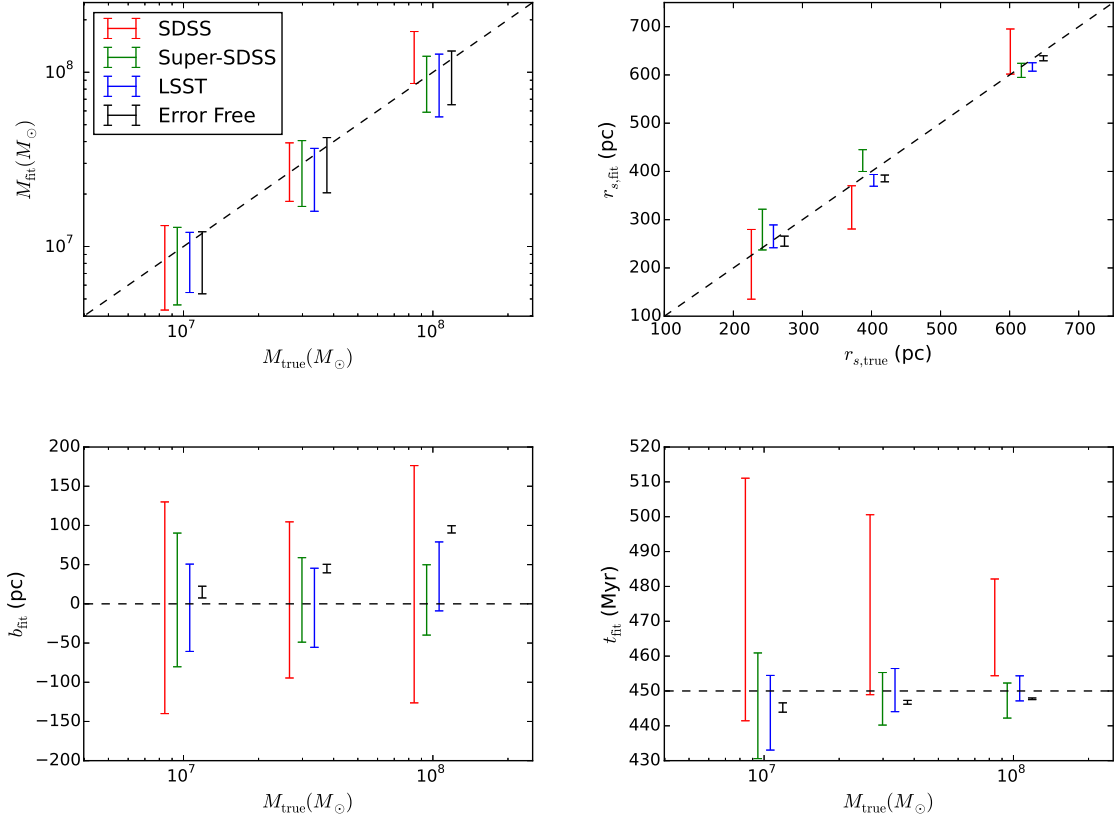 SDSS
Super-SDSS
LSST
Error Free
10^8
10^7
M_fit(M_⊙)
10^7 10^8
M_true(M_⊙)
700
600
500
400
300
200
100
r_s,fit (pc)
100 200 300 400 500 600 700
r_s,true (pc)
200
150
100
50
0
−50
−100
−150
−200
b_fit (pc)
10^7 10^8
M_true(M_⊙)
520
510
500
490
480
470
460
450
440
430
t_fit (Myr)
10^7 10^8
M_true(M_⊙)